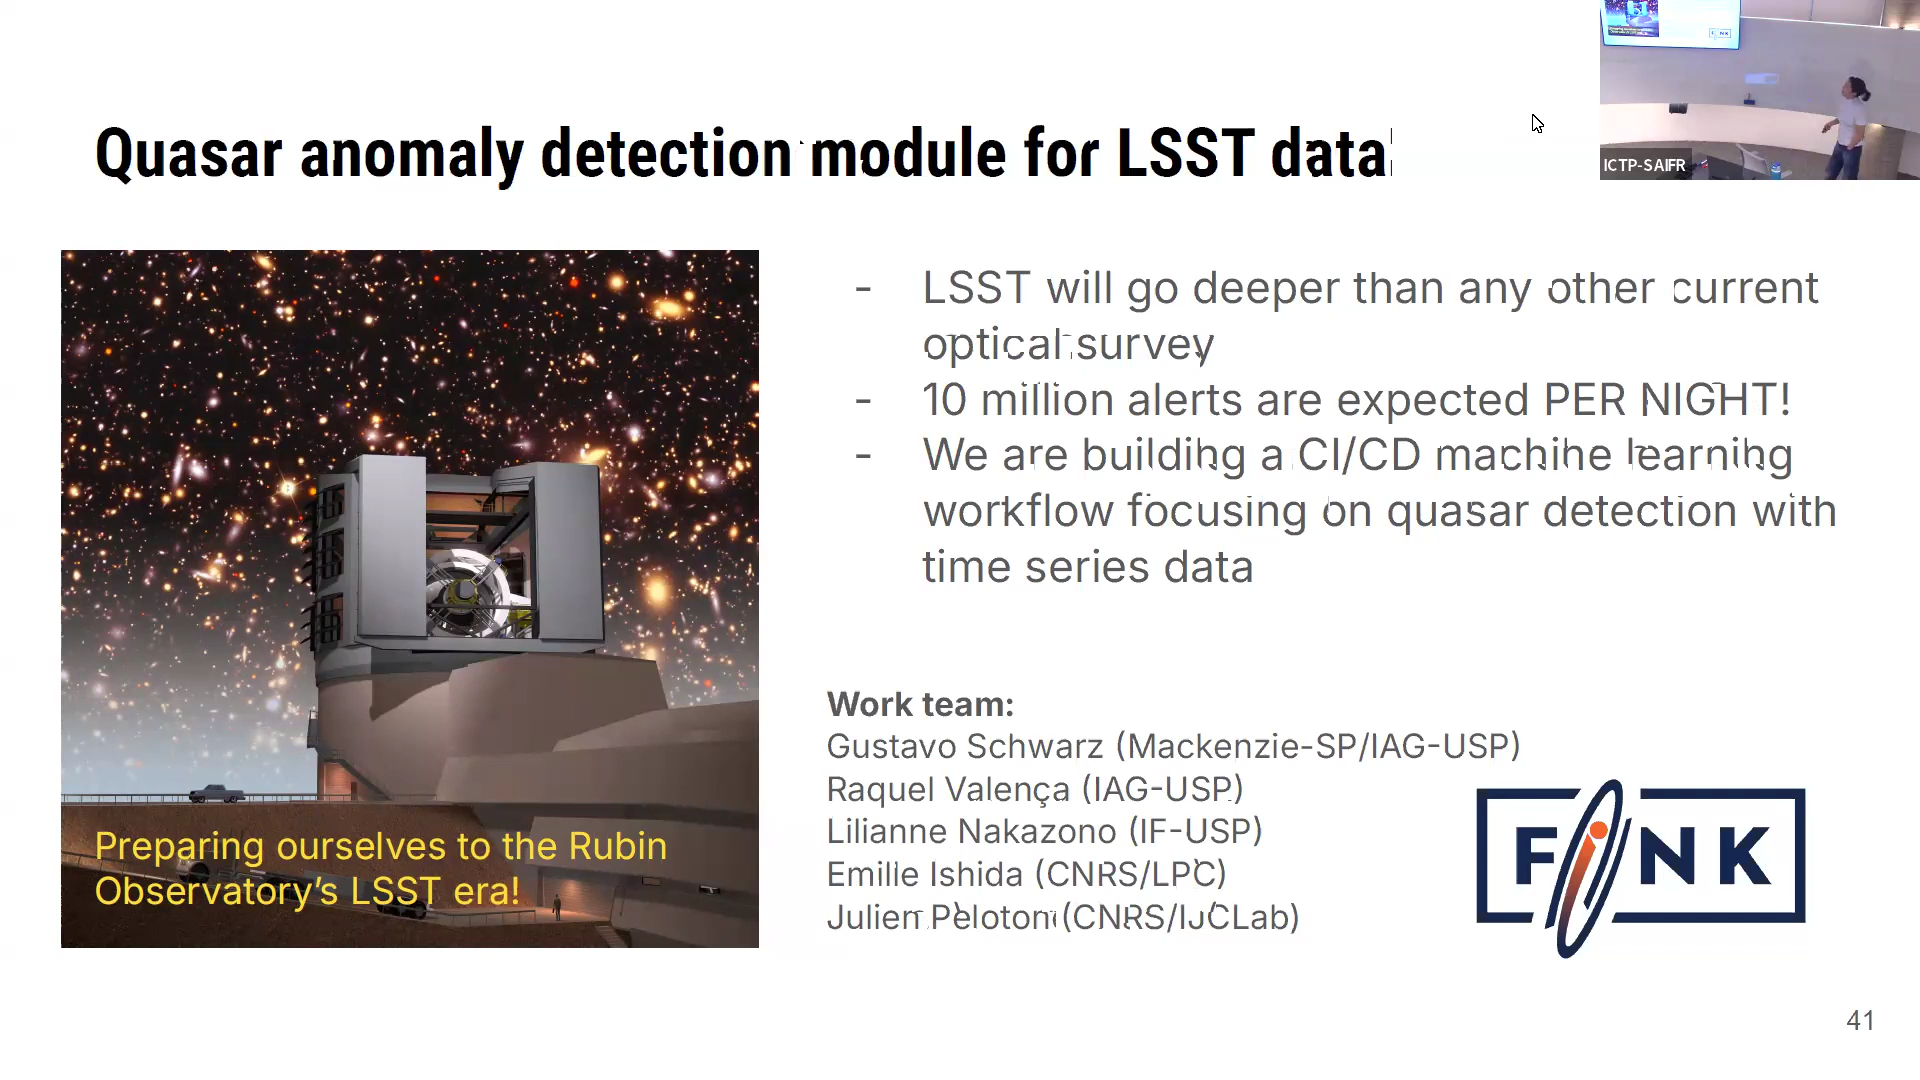 Quasar anomaly detection module for LSST data
ICTP-SAIFR
- LSST will go deeper than any other current
optical survey
- 10 million alerts are expected PER NIGHT!
- We are building a CI/CD machine learning
workflow focusing on quasar detection with
time series data
Preparing ourselves to the Rubin
Observatory's LSST era!
Work team:
Gustavo Schwarz (Mackenzie-SP/IAG-USP)
Raquel Valença (IAG-USP)
Lilianne Nakazono (IF-USP)
Emille Ishida (CNRS/LPC)
Julien Peloton (CNRS/IJCLab)
FINK
41